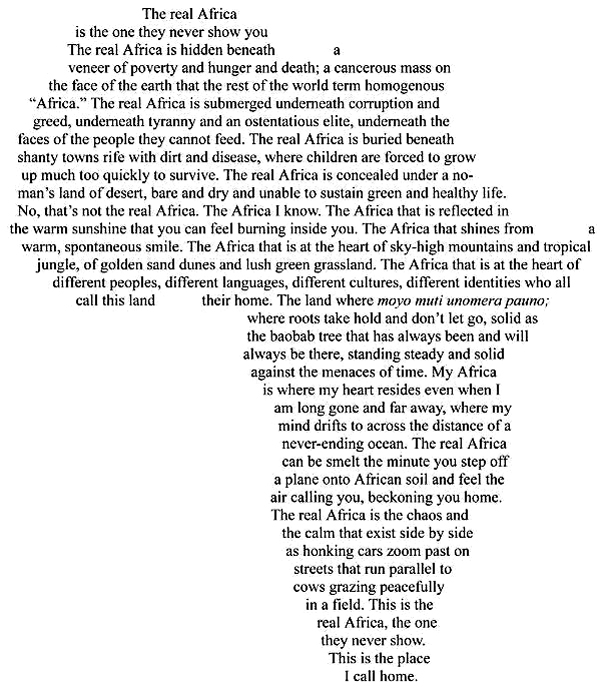 The real Africa
is the one they never show you
The real Africa is hidden beneath a
veneer of poverty and hunger and death; a cancerous mass on
the face of the earth that the rest of the world term homogenous
“Africa.” The real Africa is submerged underneath corruption and
greed, underneath tyranny and an ostentatious elite, underneath the
faces of the people they cannot feed. The real Africa is buried beneath
shanty towns rife with dirt and disease, where children are forced to grow
up much too quickly to survive. The real Africa is concealed under a no-
man’s land of desert, bare and dry and unable to sustain green and healthy life.
No, that’s not the real Africa. The Africa I know. The Africa that is reflected in
the warm sunshine that you can feel burning inside you. The Africa that shines from a
warm, spontaneous smile. The Africa that is at the heart of sky-high mountains and tropical
jungle, of golden sand dunes and lush green grassland. The Africa that is at the heart of
different peoples, different languages, different cultures, different identities who all
call this land their home. The land where moyo muti unomera pauno;
where roots take hold and don’t let go, solid as
the baobab tree that has always been and will
always be there, standing steady and solid
against the menaces of time. My Africa
is where my heart resides even when I
am long gone and far away, where my
mind drifts to across the distance of a
never-ending ocean. The real Africa
can be smelt the minute you step off
a plane onto African soil and feel the
air calling you, beckoning you home.
The real Africa is the chaos and
the calm that exist side by side
as honking cars zoom past on
streets that run parallel to
cows grazing peacefully
in a field. This is the
real Africa, the one
they never show.
This is the place
I call home.